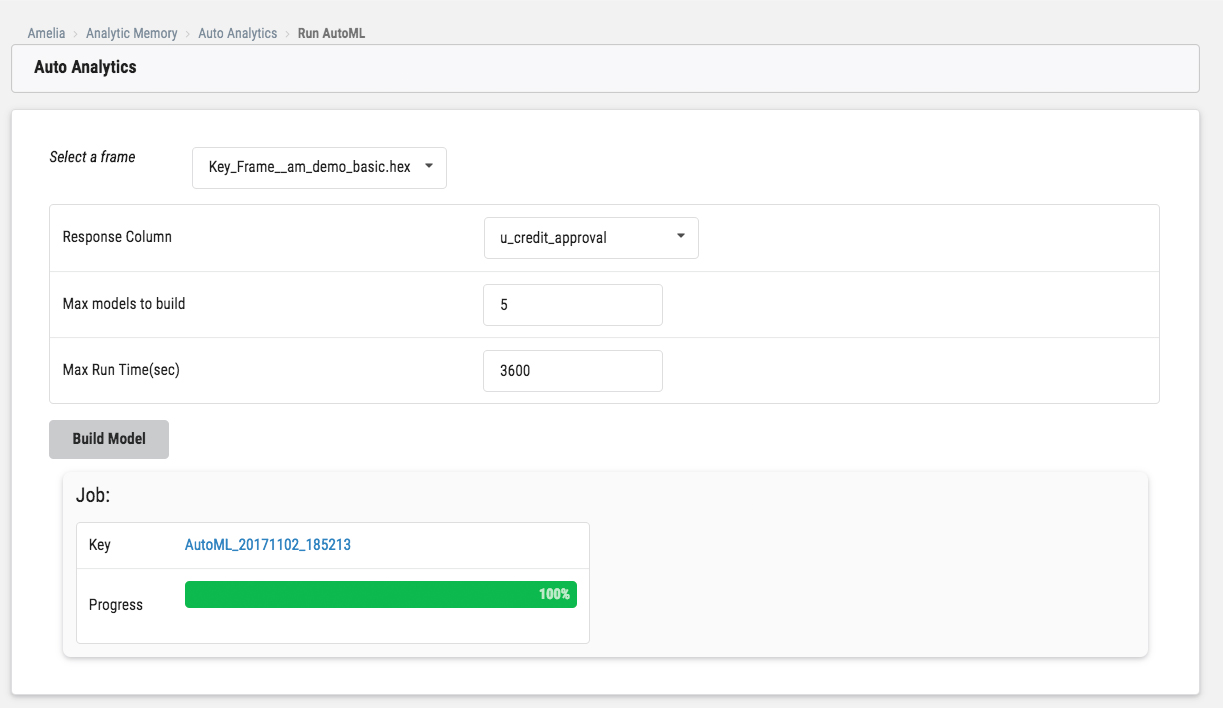 Amelia > Analytic Memory > Auto Analytics > Run AutoML
Auto Analytics
Select a frame Key_Frame__am_demo_basic.hex
Response Column u_credit_approval
Max models to build 5
Max Run Time(sec) 3600
Build Model
Job:
Key AutoML_20171102_185213
Progress 100%